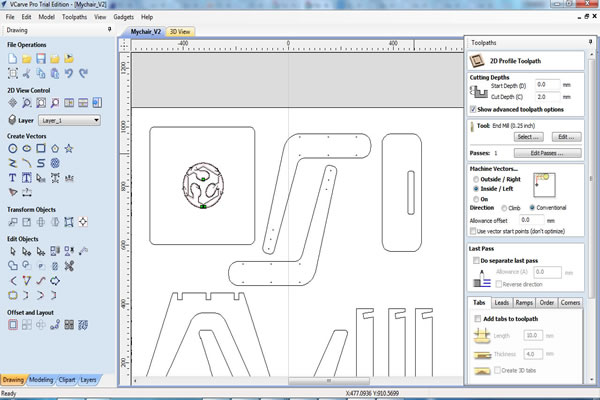 VCarve Pro Trial Edition - [Mychair_V2]
File Edit Model Toolpaths View Gadgets Help
Drawing
File Operations
2D View Control
Layer Layer_1
Create Vectors
Transform Objects
Edit Objects
Offset and Layout
Drawing Modeling Clipart Layers
Ready
Mychair_V2 3D View
-400 0 400
1200
1000
800
600
400
200
X:477.0936 Y:910.5699
Toolpaths
2D Profile Toolpath
Cutting Depths
Start Depth (D) 0.0 mm
Cut Depth (C) 2.0 mm
Show advanced toolpath options
Tool: End Mill (0.25 inch)
Select ... Edit ...
Passes: 1 Edit Passes ...
Machine Vectors...
Outside / Right
Inside / Left
On
Direction Climb Conventional
Allowance offset 0.0 mm
Use vector start points (don't optimize)
Last Pass
Do separate last pass
Allowance (A) 0.0 mm
Reverse direction
Tabs Leads Ramps Order Corners
Add tabs to toolpath
Length 10.0 mm
Thickness 4.0 mm
Create 3D tabs